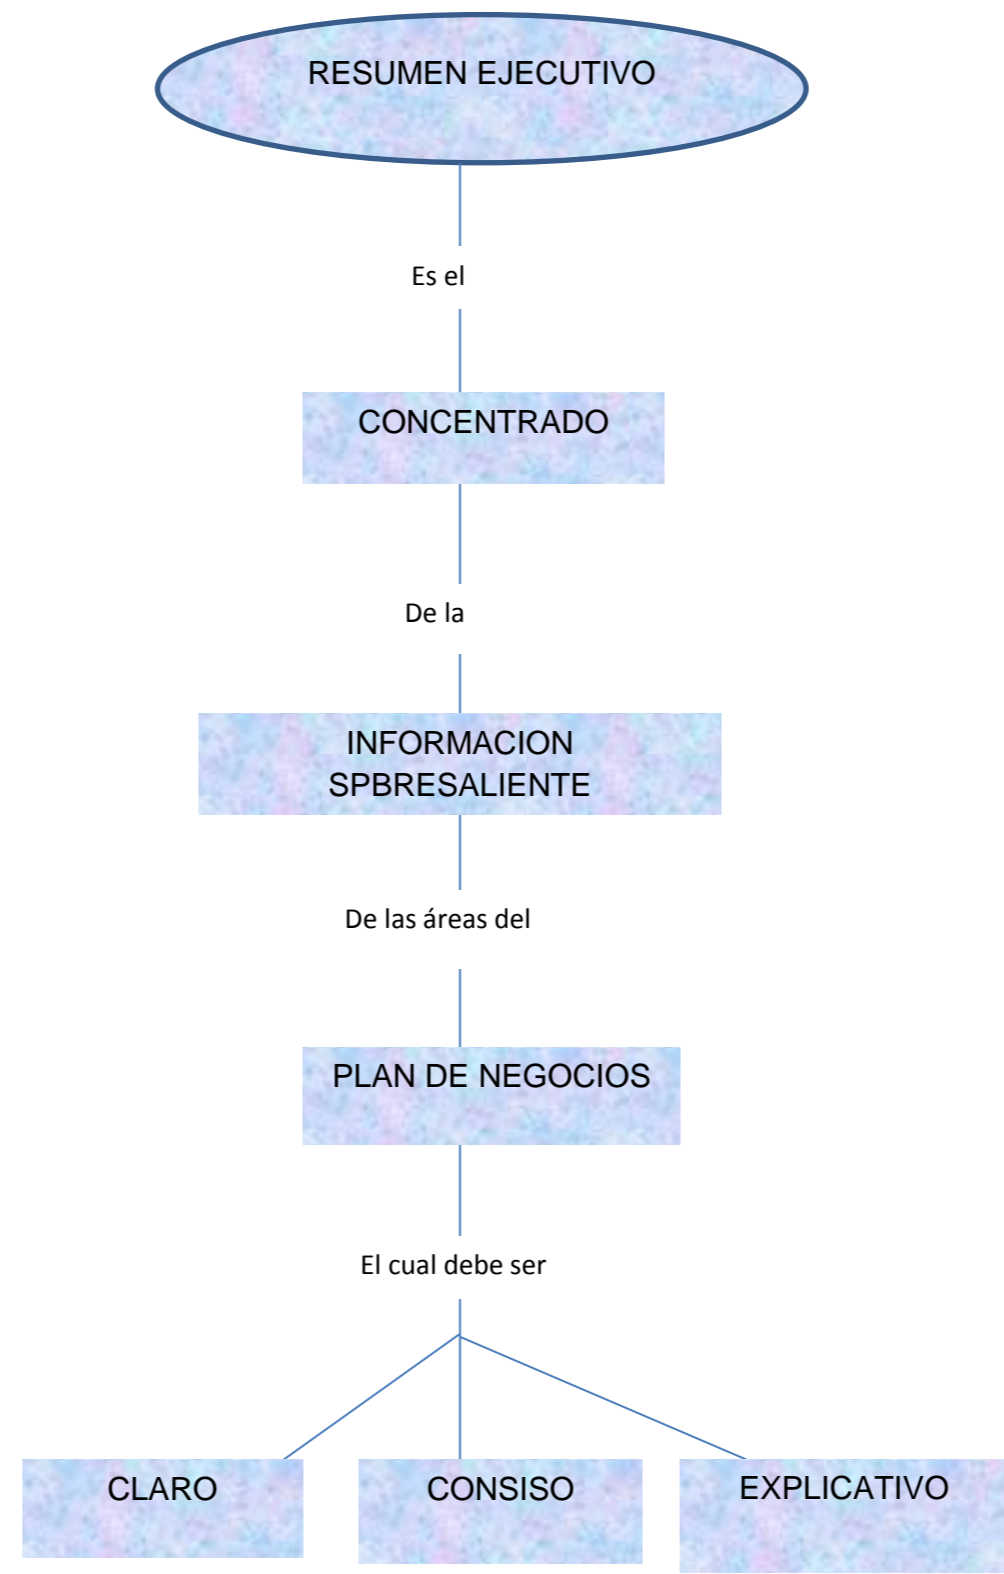 RESUMEN EJECUTIVO
Es el
CONCENTRADO
De la
INFORMACION
SPBRESALIENTE
De las áreas del
PLAN DE NEGOCIOS
El cual debe ser
CLARO
CONSISO
EXPLICATIVO